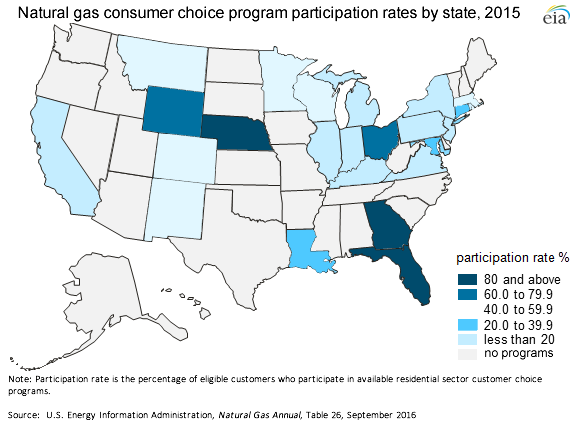 Natural gas consumer choice program participation rates by state, 2015
eia
participation rate %
80 and above
60.0 to 79.9
40.0 to 59.9
20.0 to 39.9
less than 20
no programs
Note: Participation rate is the percentage of eligible customers who participate in available residential sector customer choice
programs.
Source: U.S. Energy Information Administration, Natural Gas Annual, Table 26, September 2016